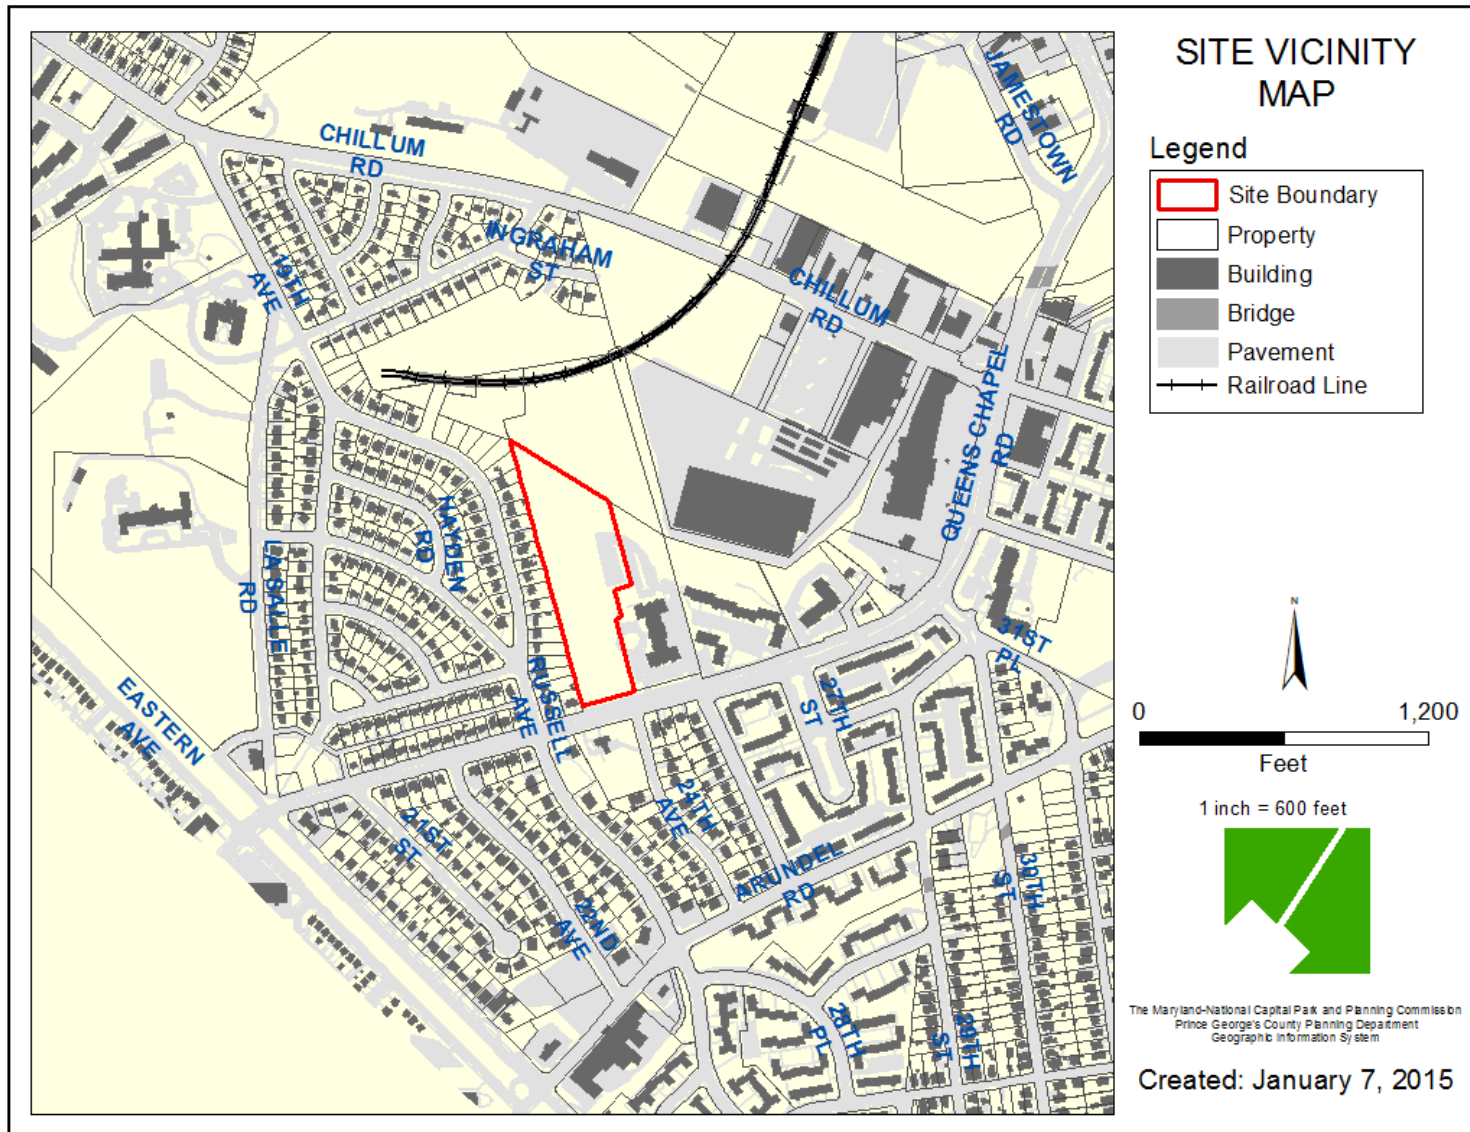 SITE VICINITY
MAP
Legend
Site Boundary
Property
Building
Bridge
Pavement
Railroad Line
N
0 1,200
Feet
1 inch = 600 feet
The Maryland-National Capital Park and Planning Commission
Prince George's County Planning Department
Geographic Information System
Created: January 7, 2015
CHILLUM
RD
JAMESTOWN
RD
INGRAHAM
ST
19TH
AVE
CHILLUM
RD
QUEENS CHAPEL
RD
HAYDEN
RD
LA SALLE
RD
31ST
PL
RUSSELL
AVE
EASTERN
AVE
27TH
ST
24TH
AVE
21ST
ST
ARUNDEL
RD
30TH
ST
22ND
AVE
28TH
PL
29TH
ST